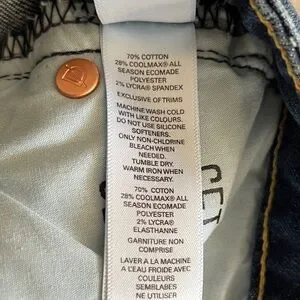 70% COTTON
28% COOLMAX® ALL
SEASON ECOMADE
POLYESTER
2% LYCRA® SPANDEX
EXCLUSIVE OF TRIMS
MACHINE WASH COLD
WITH LIKE COLOURS.
DO NOT USE SILICONE
SOFTENERS.
ONLY NON-CHLORINE
BLEACH WHEN
NEEDED.
TUMBLE DRY.
WARM IRON WHEN
NECESSARY.
70% COTON
28% COOLMAX® ALL
SEASON ECOMADE
POLYESTER
2% LYCRA®
ELASTHANNE
GARNITURE NON
COMPRISE
LAVER A LA MACHINE
A L'EAU FROIDE AVEC
COULEURS
SEMILABES
NE UTILISER